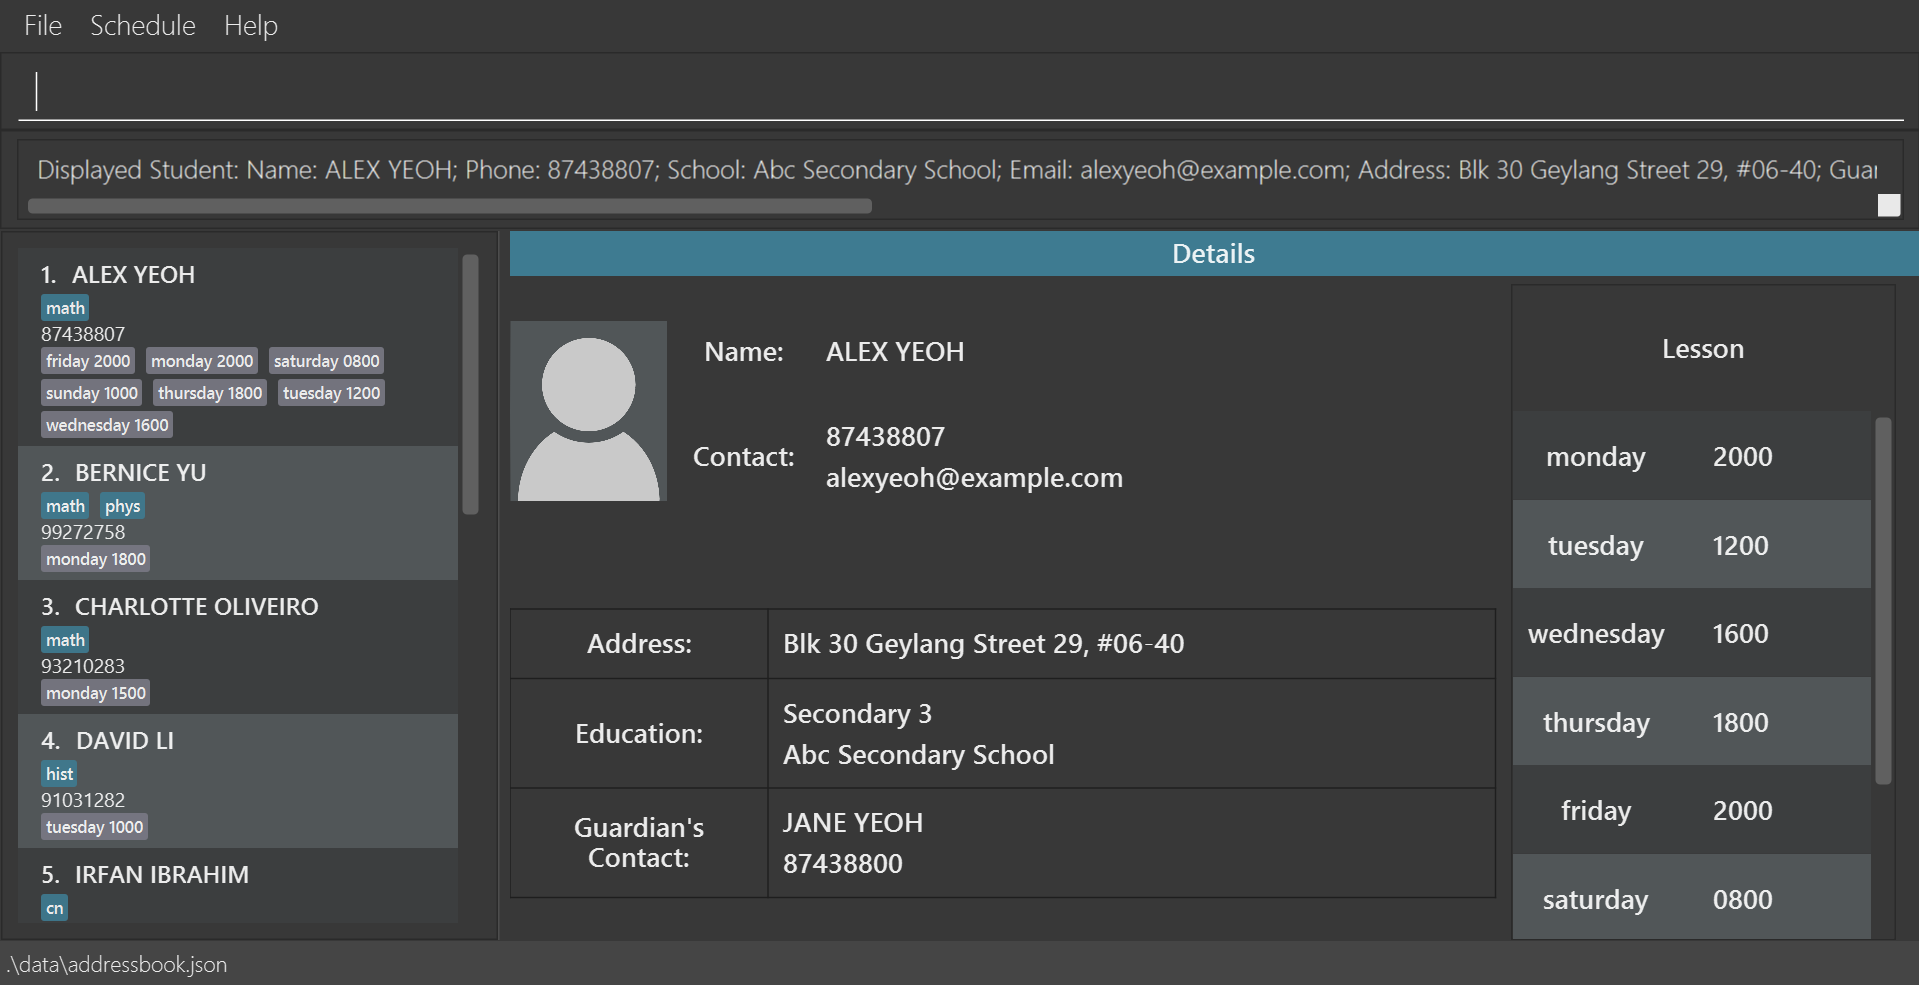 File Schedule Help
Displayed Student: Name: ALEX YEOH; Phone: 87438807; School: Abc Secondary School; Email: alexyeoh@example.com; Address: Blk 30 Geylang Street 29, #06-40; Guar
1. ALEX YEOH
math
87438807
friday 2000 monday 2000 saturday 0800
sunday 1000 thursday 1800 tuesday 1200
wednesday 1600
2. BERNICE YU
math phys
99272758
monday 1800
3. CHARLOTTE OLIVEIRO
math
93210283
monday 1500
4. DAVID LI
hist
91031282
tuesday 1000
5. IRFAN IBRAHIM
cn
Details
Name: ALEX YEOH
Contact: 87438807
alexyeoh@example.com
Address: Blk 30 Geylang Street 29, #06-40
Education: Secondary 3
Abc Secondary School
Guardian's
Contact:
JANE YEOH
87438800
Lesson
monday 2000
tuesday 1200
wednesday 1600
thursday 1800
friday 2000
saturday 0800
.\data\addressbook.json